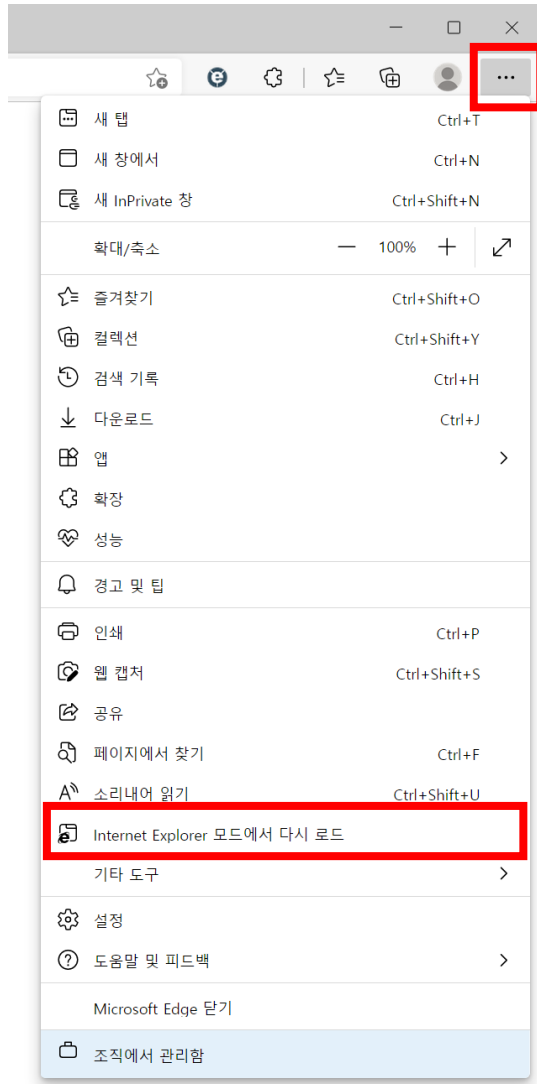 새 탭 Ctrl+T
새 창에서 Ctrl+N
새 InPrivate 창 Ctrl+Shift+N
확대/축소 100%
즐겨찾기 Ctrl+Shift+O
컬렉션 Ctrl+Shift+Y
검색 기록 Ctrl+H
다운로드 Ctrl+J
앱
확장
성능
경고 및 팁
인쇄 Ctrl+P
웹 캡처 Ctrl+Shift+S
공유
페이지에서 찾기 Ctrl+F
소리내어 읽기 Ctrl+Shift+U
Internet Explorer 모드에서 다시 로드
기타 도구
설정
도움말 및 피드백
Microsoft Edge 닫기
조직에서 관리함